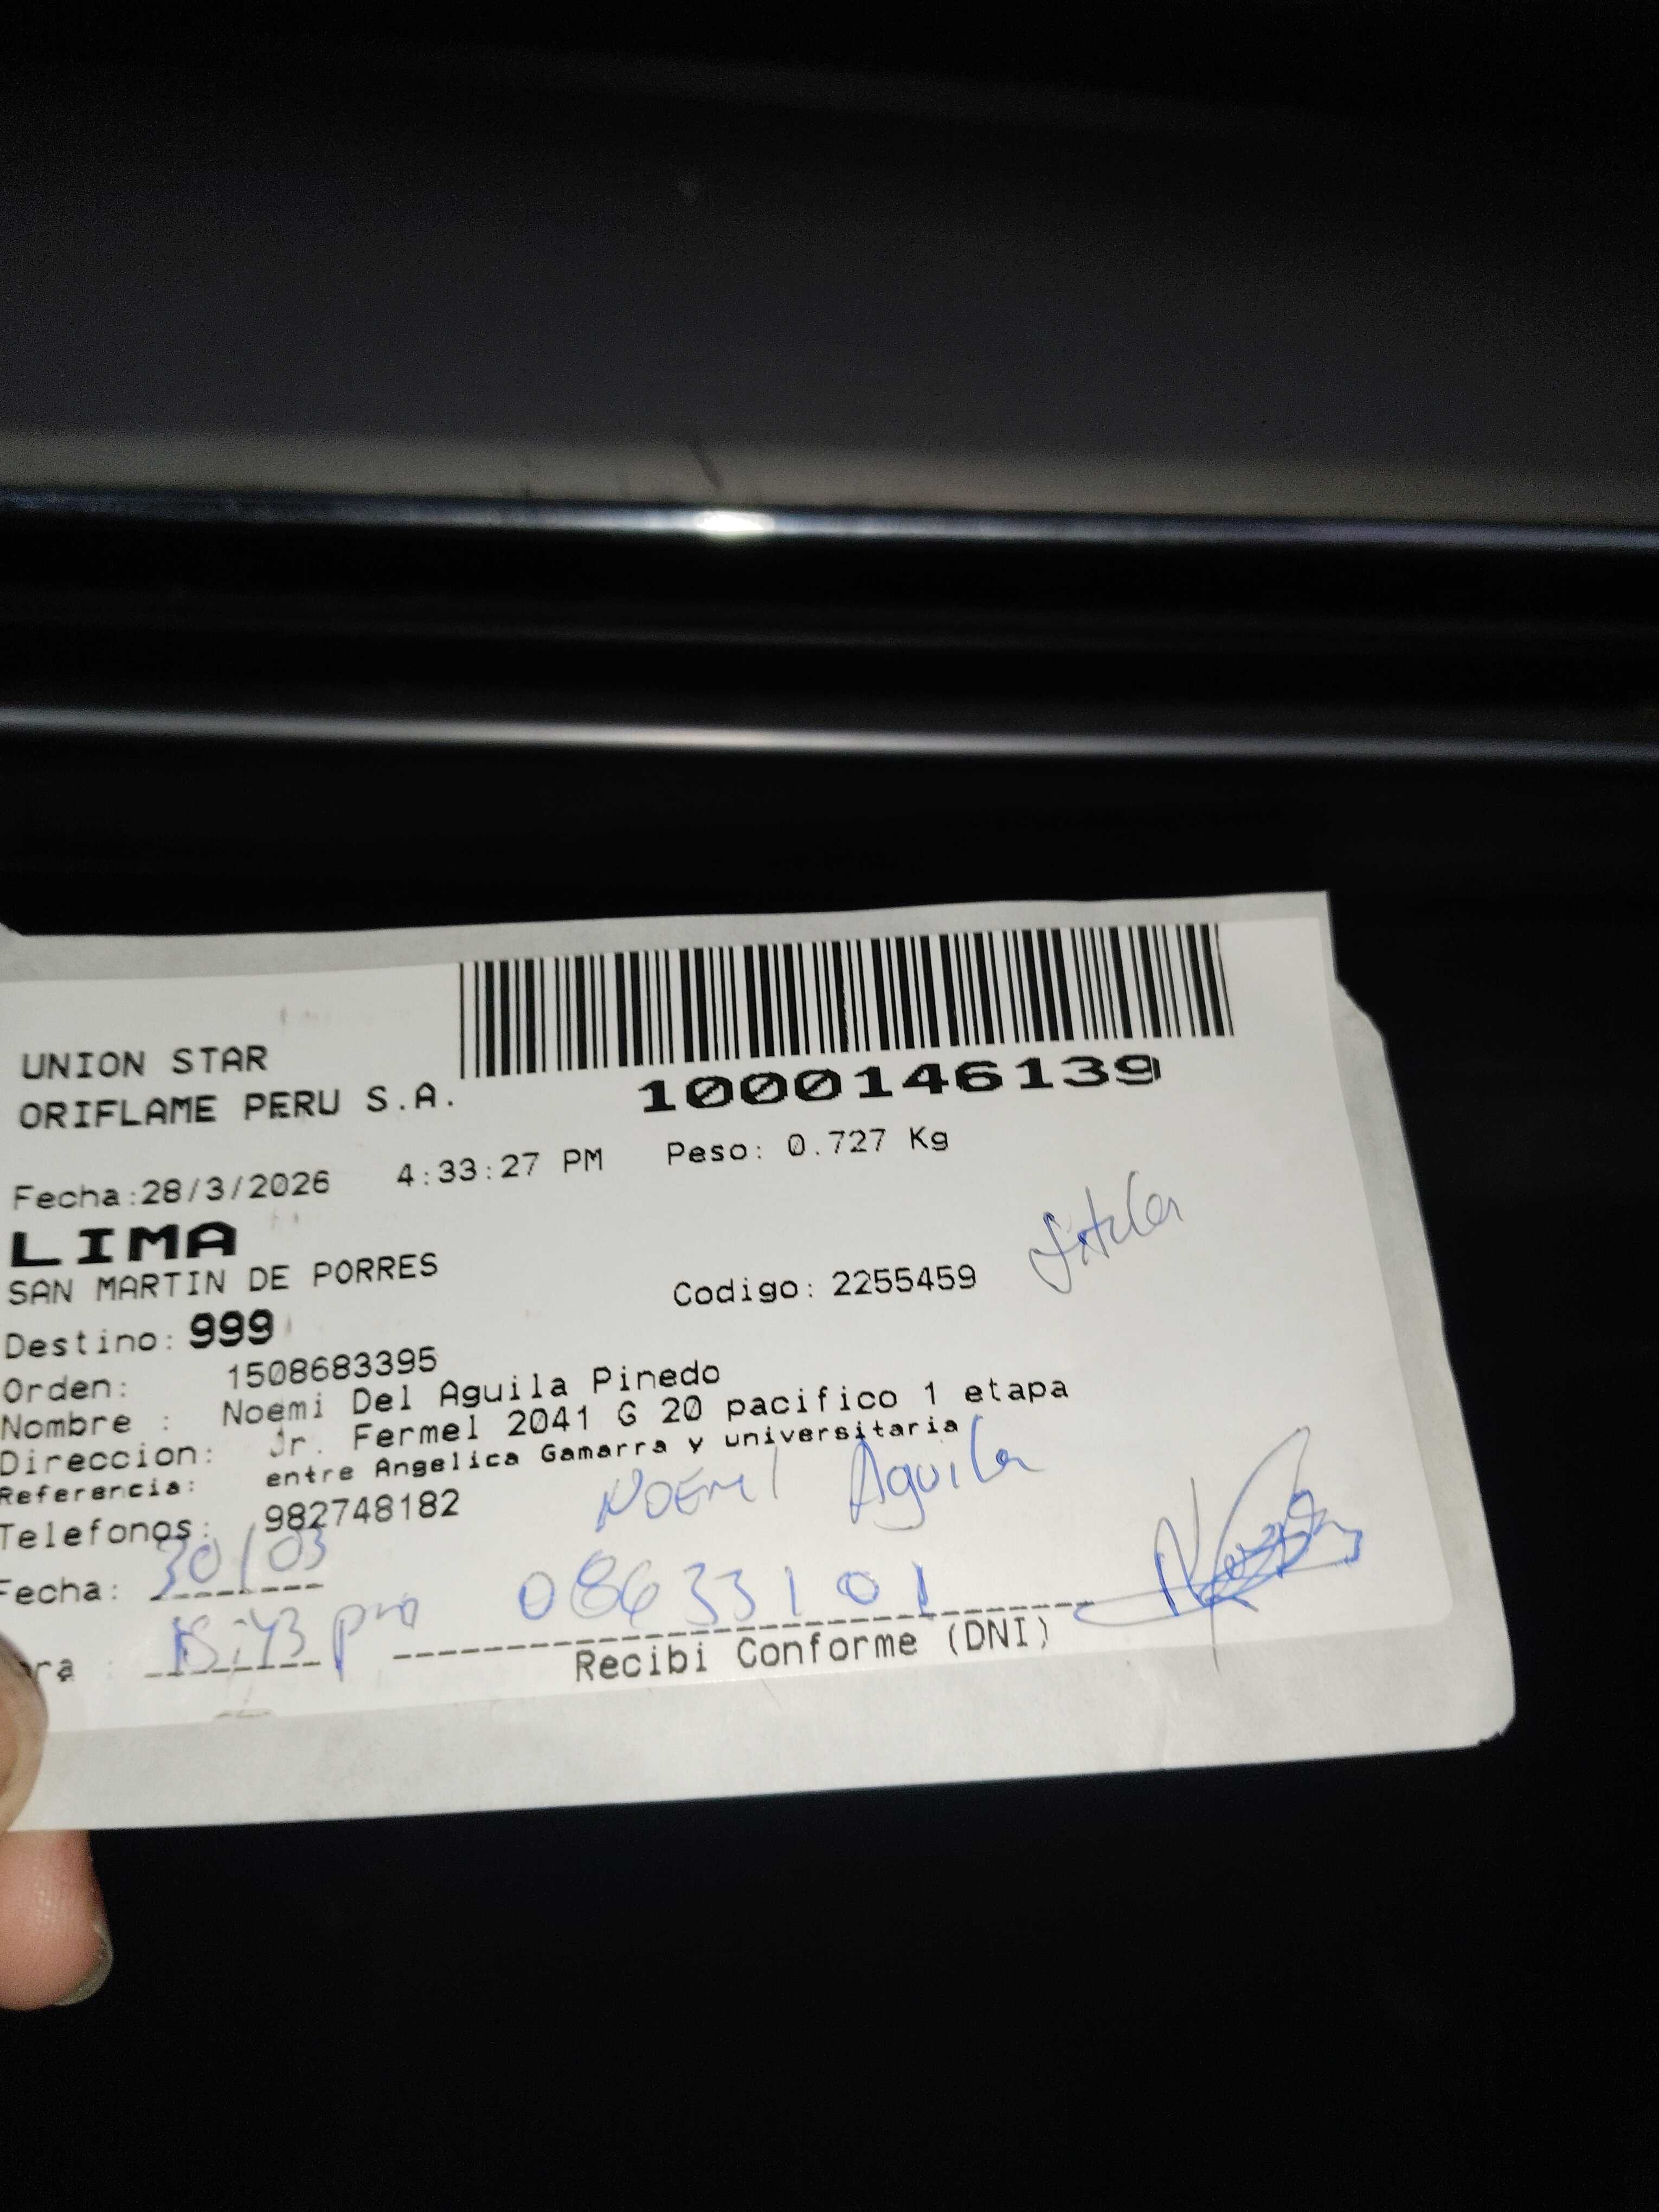 UNION STAR
ORIFLAME PERU S.A.
1000146139
Fecha:28/3/2026 4:33:27 PM Peso: 0.727 Kg
LIMA
SAN MARTIN DE PORRES
Destino: 999 Codigo: 2255459
Orden: 1508683395
Nombre : Noemi Del Aguila Pinedo
Direccion: Jr. Fermel 2041 G 20 pacifico 1 etapa
Referencia: entre Angelica Gamarra y universitaria
Telefonos: 982748182 NOEMI Aguila
Fecha: 30/03 08633101
Recibi Conforme (DNI)